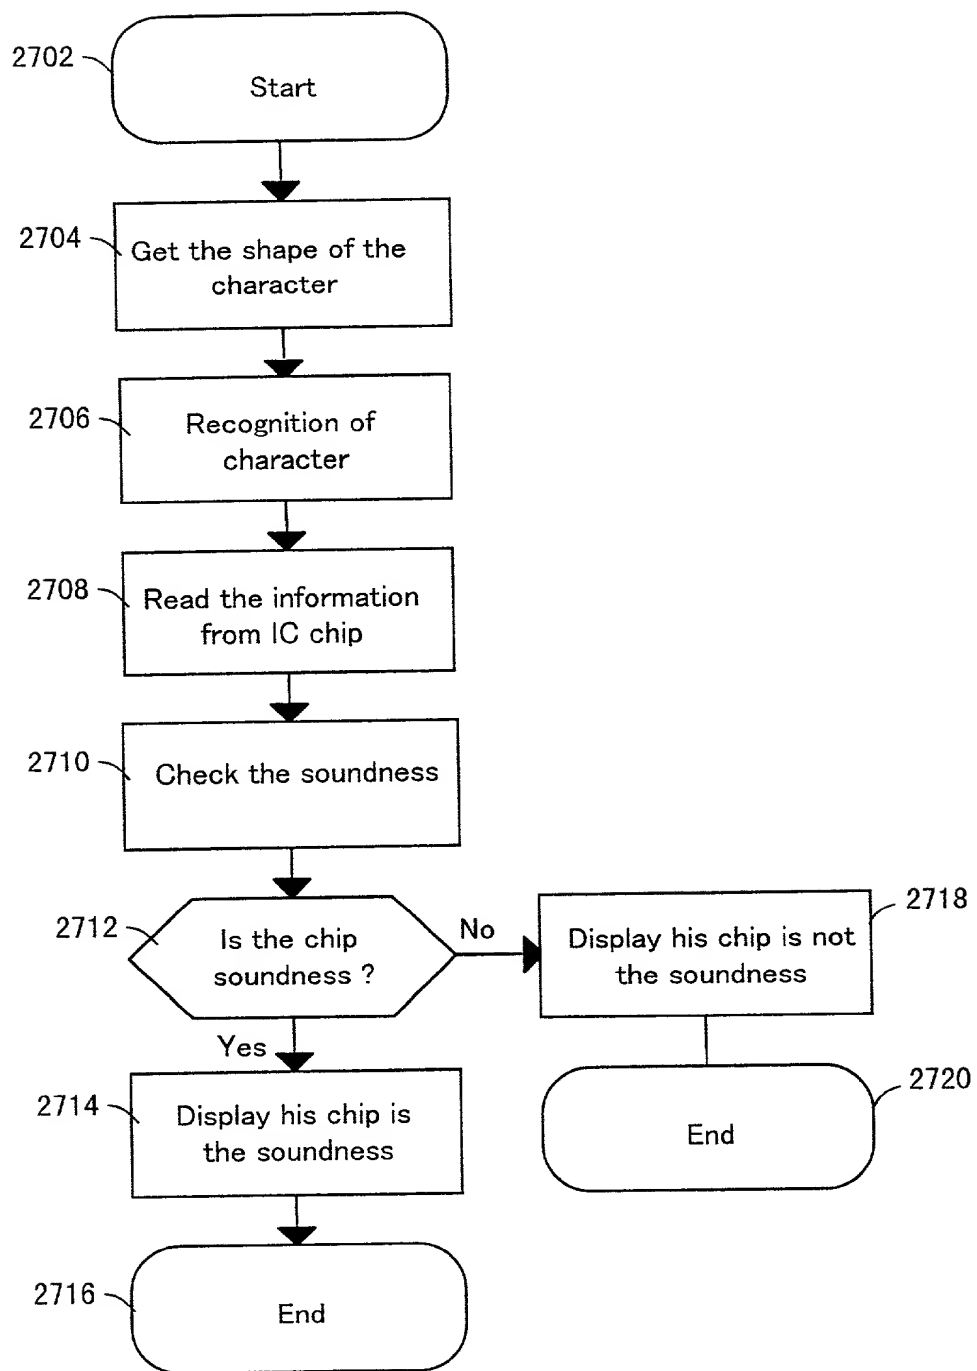 2702
Start
2704
Get the shape of the
character
2706
Recognition of
character
2708
Read the information
from IC chip
2710
Check the soundness
2712
Is the chip
soundness ?
No
2718
Display his chip is not
the soundness
Yes
2714
Display his chip is
the soundness
2720
End
2716
End